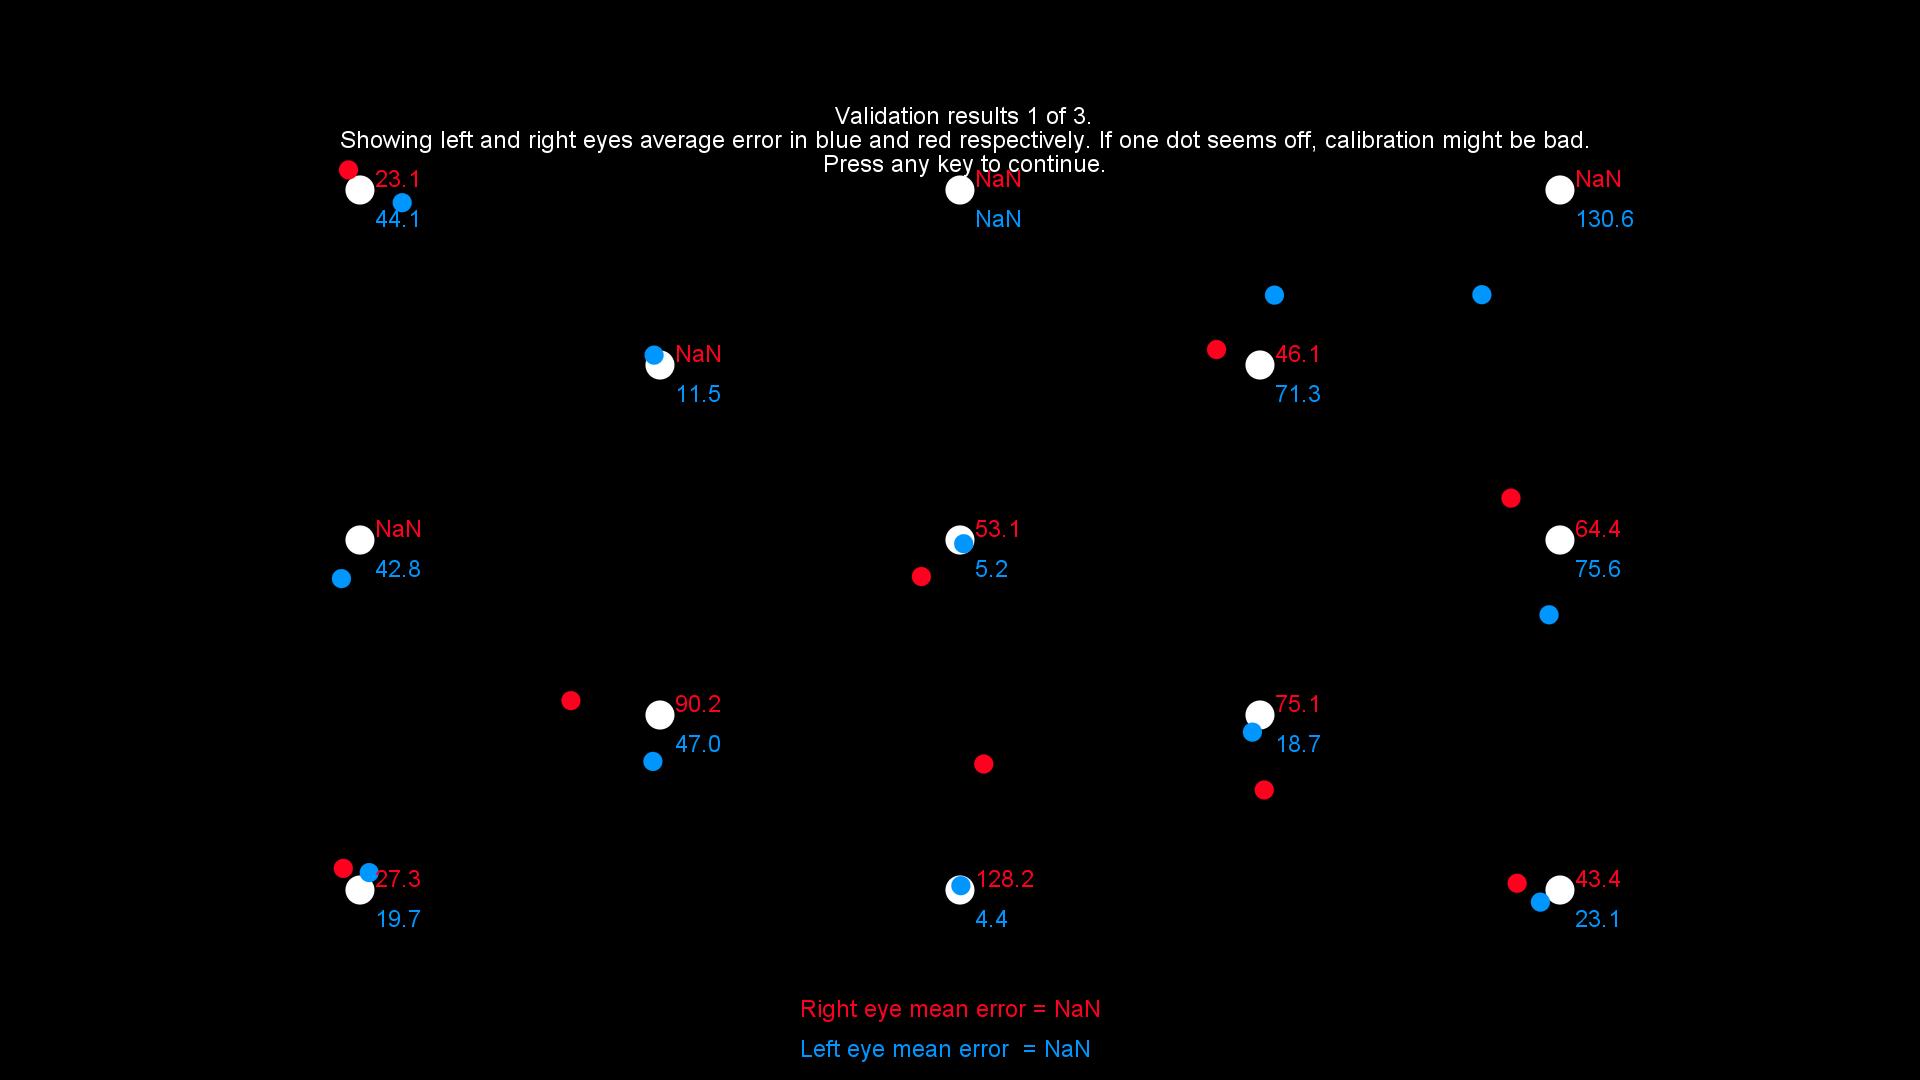 Validation results 1 of 3.
Showing left and right eyes average error in blue and red respectively. If one dot seems off, calibration might be bad.
Press any key to continue.
23.1
44.1
NaN
NaN
NaN
130.6
NaN
11.5
46.1
71.3
NaN
42.8
53.1
5.2
64.4
75.6
90.2
47.0
75.1
18.7
27.3
19.7
128.2
4.4
43.4
23.1
Right eye mean error = NaN
Left eye mean error = NaN